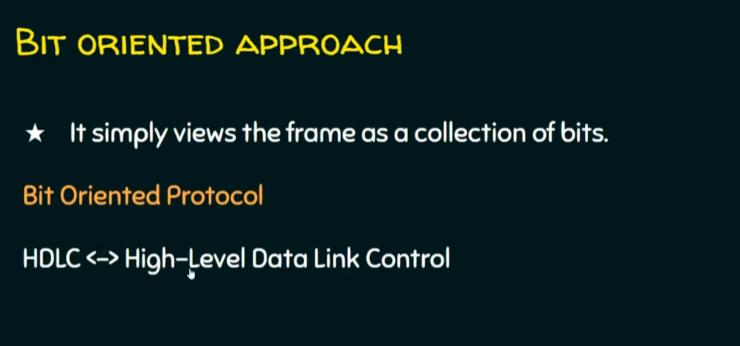 BIT ORIENTED APPROACH
★ It simply views the frame as a collection of bits.
Bit Oriented Protocol
HDLC <–> High-Level Data Link Control